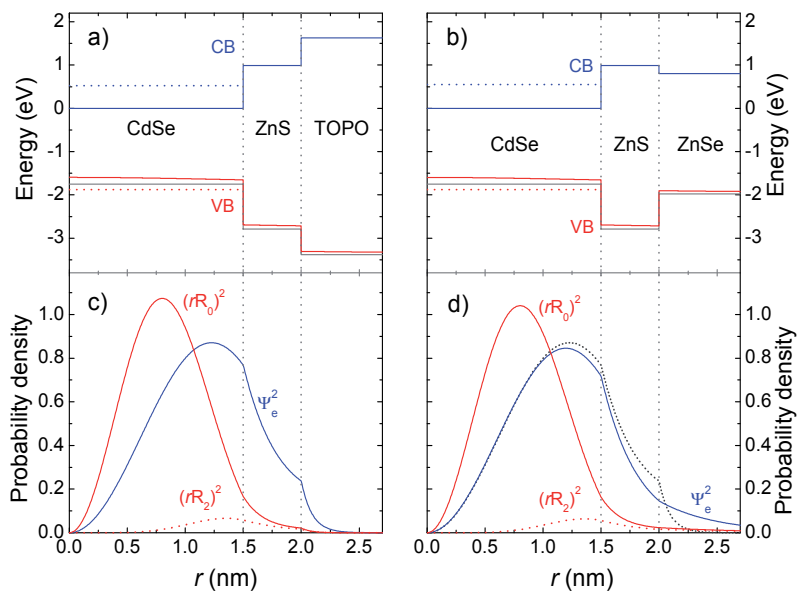 a) CB
b) CB
2
1
0
-1
-2
-3
Energy (eV)
CdSe ZnS TOPO
VB
CdSe ZnS ZnSe
VB
2
1
0
-1
-2
-3
Energy (eV)
c) (rR₀)²
Ψₑ²
(rR₂)²
1.0
0.8
0.6
0.4
0.2
0.0
Probability density
d) (rR₀)²
Ψₑ²
(rR₂)²
1.0
0.8
0.6
0.4
0.2
0.0
Probability density
0.0 0.5 1.0 1.5 2.0 2.5
r (nm)
0.0 0.5 1.0 1.5 2.0 2.5
r (nm)